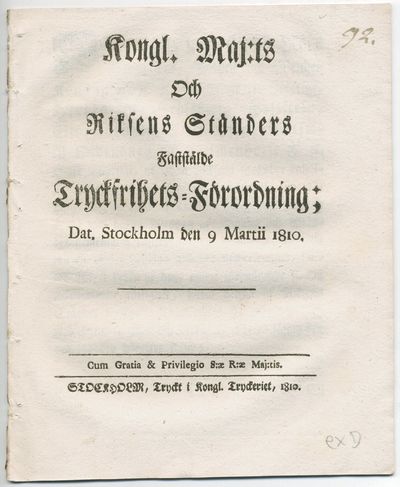 92.
Kongl. Maj:ts
Och
Riksens Ständers
Fastställde
Tryckfrihets=Förordning;
Dat. Stockholm den 9 Martii 1810.
Cum Gratia & Privilegio S:æ R:æ Maj:tis.
STOCKHOLM, Tryckt i Kongl. Tryckeriet, 1810.
ex D